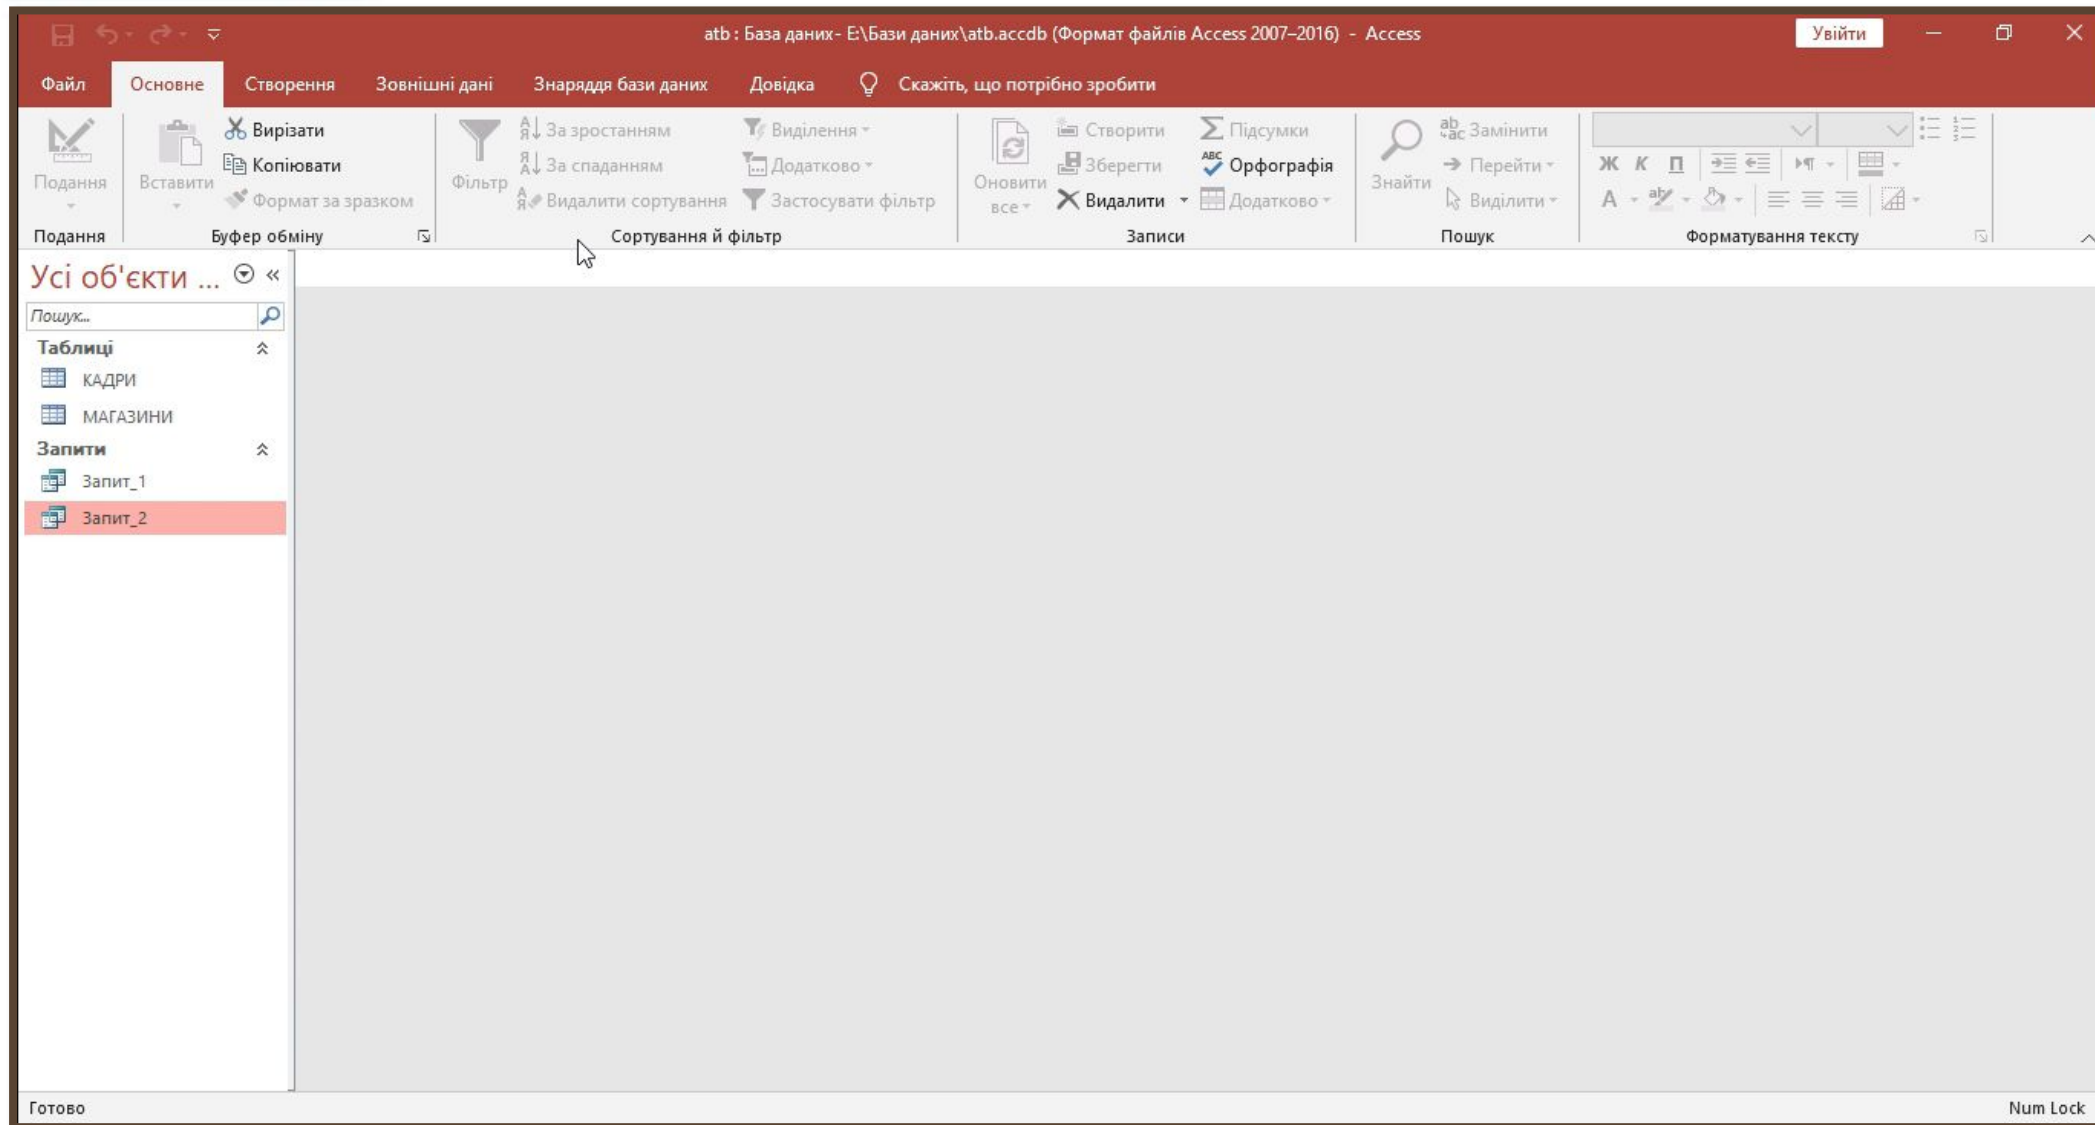 atb : База даних- E:\Бази даних\atb.accdb (Формат файлів Access 2007–2016) - Access
Увійти
Файл Основне Створення Зовнішні дані Знаряддя бази даних Довідка Скажіть, що потрібно зробити
Подання
Вставити
Вирізати
Копіювати
Формат за зразком
Фільтр
За зростанням
За спаданням
Видалити сортування
Виділення
Додатково
Застосувати фільтр
Оновити
все
Створити
Зберегти
Видалити
Підсумки
Орфографія
Додатково
Знайти
Замінити
Перейти
Виділити
Ж К П
А
Подання Буфер обміну Сортування й фільтр Записи Пошук Форматування тексту
Усі об'єкти ...
Пошук...
Таблиці
КАДРИ
МАГАЗИНИ
Запити
Запит_1
Запит_2
Готово
Num Lock